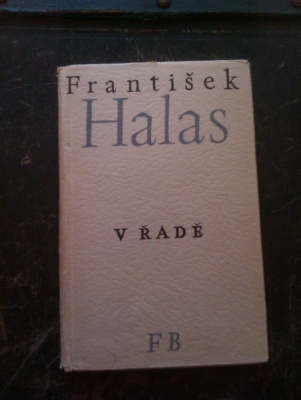 František
Halas
V ŘADĚ
FB